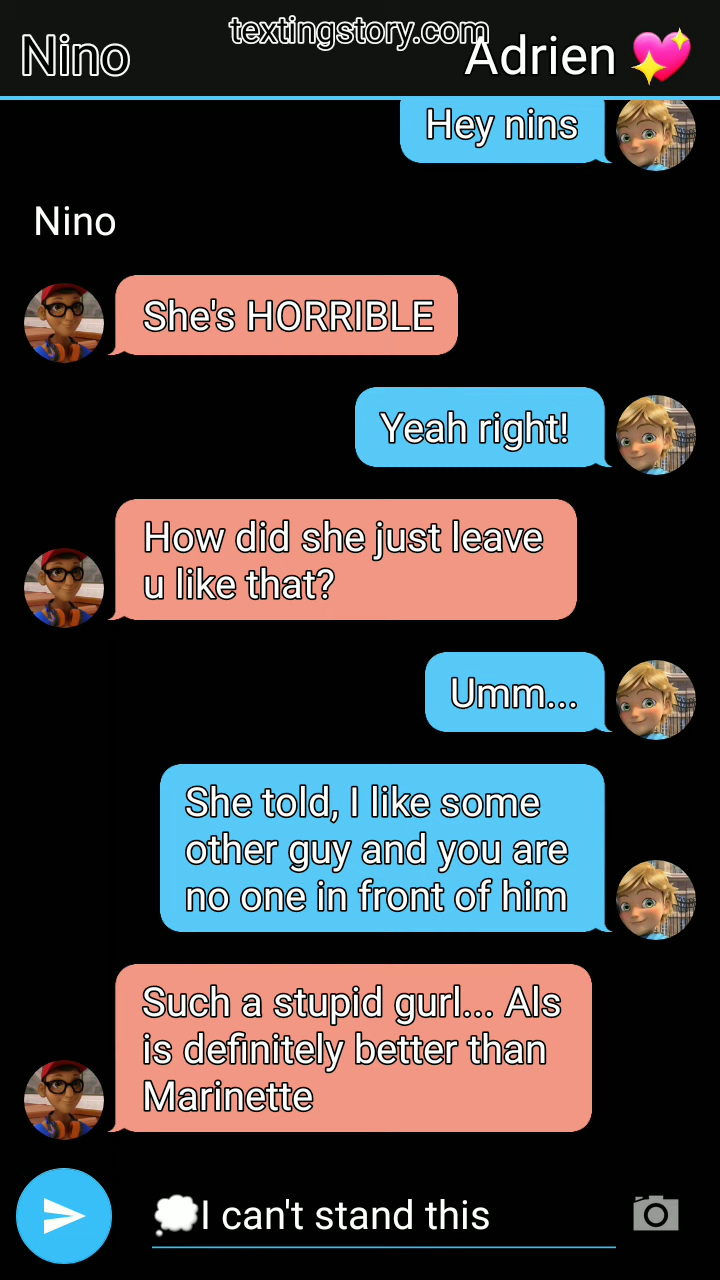 textingstory.com
Nino
Adrien 💖
Hey nins
Nino
She's HORRIBLE
Yeah right!
How did she just leave
u like that?
Umm...
She told, I like some
other guy and you are
no one in front of him
Such a stupid gurl... Als
is definitely better than
Marinette
💭I can't stand this